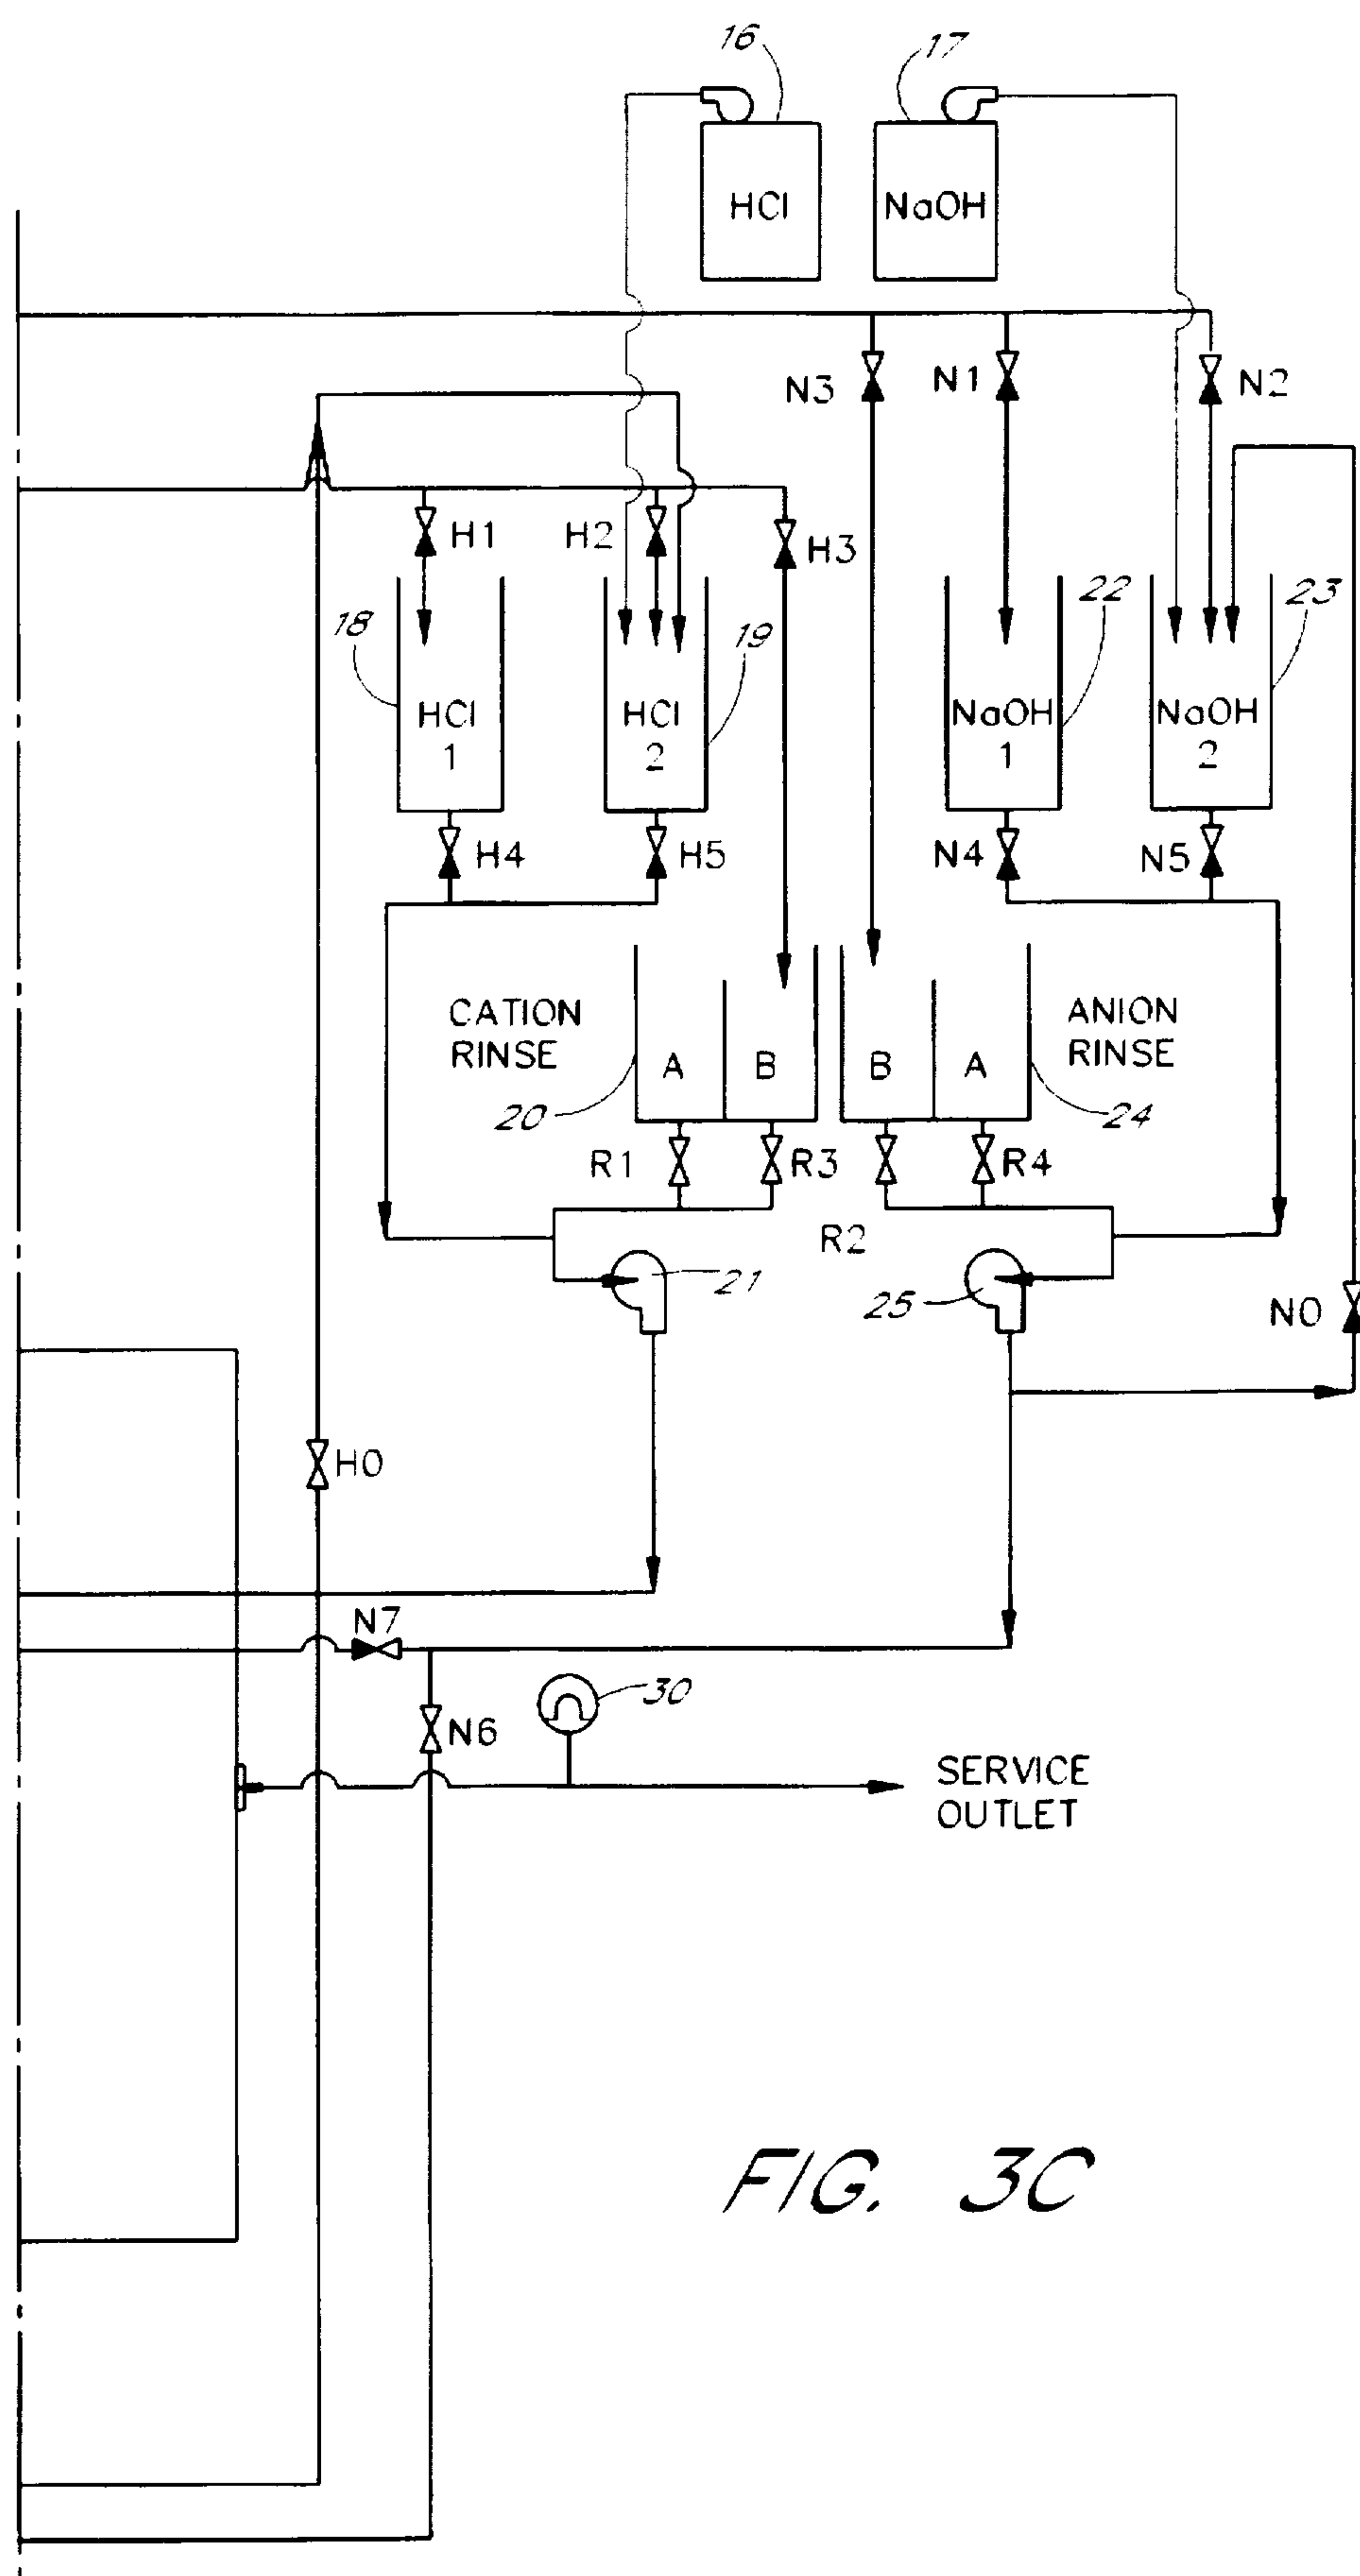 16
17
HCl
NaOH
N3
N1
N2
H1
H2
H3
18
19
22
23
HCl
1
HCl
2
NaOH
1
NaOH
2
H4
H5
N4
N5
CATION
RINSE
ANION
RINSE
A
B
B
A
20
24
R1
R3
R4
R2
21
25
N0
H0
N7
30
N6
SERVICE
OUTLET
FIG. 3C